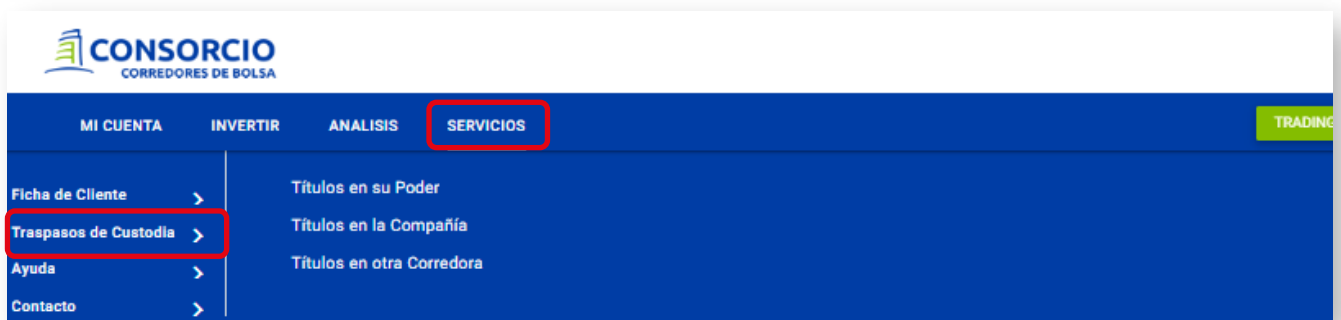 CONSORCIO
CORREDORES DE BOLSA
MI CUENTA INVERTIR ANALISIS SERVICIOS TRADING
Ficha de Cliente
Traspasos de Custodia
Ayuda
Contacto
Títulos en su Poder
Títulos en la Compañía
Títulos en otra Corredora